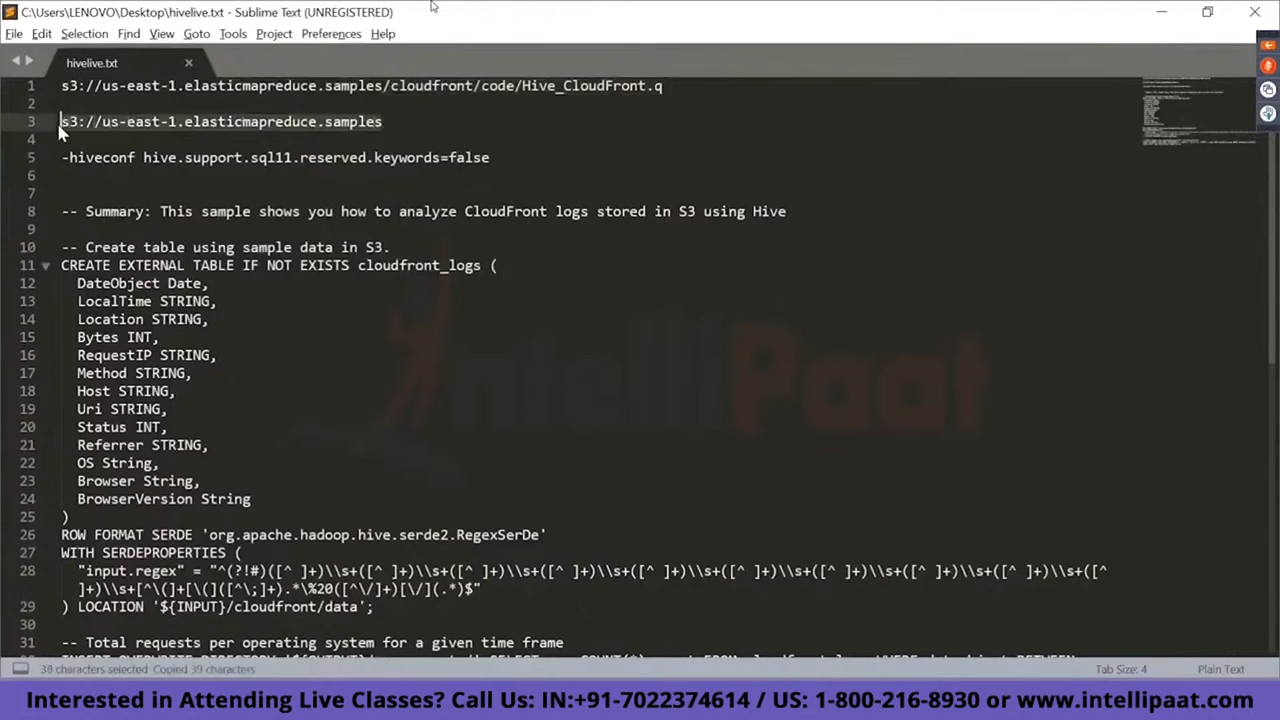 C:\Users\LENOVO\Desktop\hivelive.txt - Sublime Text (UNREGISTERED)
File Edit Selection Find View Goto Tools Project Preferences Help
hivelive.txt
1 s3://us-east-1.elasticmapreduce.samples/cloudfront/code/Hive_CloudFront.q
2
3 s3://us-east-1.elasticmapreduce.samples
4
5 -hiveconf hive.support.sql11.reserved.keywords=false
6
7
8 -- Summary: This sample shows you how to analyze CloudFront logs stored in S3 using Hive
9
10 -- Create table using sample data in S3.
11 CREATE EXTERNAL TABLE IF NOT EXISTS cloudfront_logs (
12 DateObject Date,
13 LocalTime STRING,
14 Location STRING,
15 Bytes INT,
16 RequestIP STRING,
17 Method STRING,
18 Host STRING,
19 Uri STRING,
20 Status INT,
21 Referrer STRING,
22 OS String,
23 Browser String,
24 BrowserVersion String
25 )
26 ROW FORMAT SERDE 'org.apache.hadoop.hive.serde2.RegexSerDe'
27 WITH SERDEPROPERTIES (
28 "input.regex" = "^(?!#)([^ ]+)\\s+([^ ]+)\\s+([^ ]+)\\s+([^ ]+)\\s+([^ ]+)\\s+([^ ]+)\\s+([^ ]+)\\s+([^ ]+)\\s+([^ ]+)\\s+([^
]+)\\s+[^\(]+[\(]([^\;]+).*\%20([^\/]+)[\/](.*)$"
29 ) LOCATION '${INPUT}/cloudfront/data';
30
31 -- Total requests per operating system for a given time frame
IntelliPaat
38 characters selected Copied 39 characters
Tab Size: 4
Plain Text
Interested in Attending Live Classes? Call Us: IN:+91-7022374614 / US: 1-800-216-8930 or www.intellipaat.com